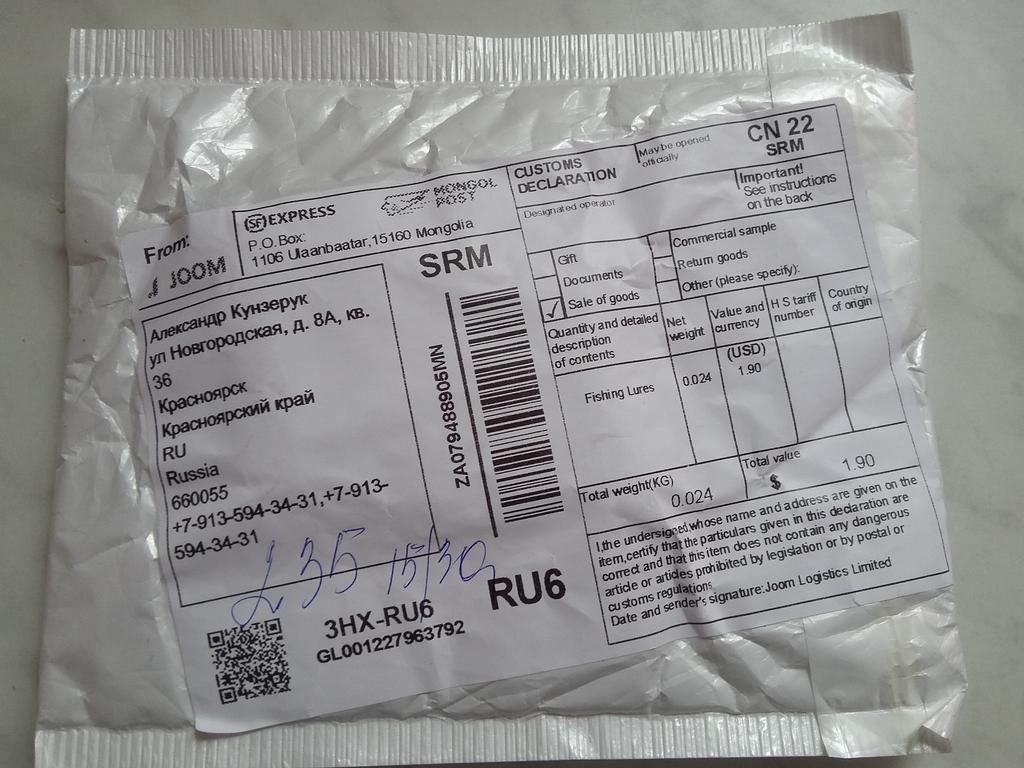 From:
JOOM
SF EXPRESS
MONGOL
POST
P.O.Box:
1106 Ulaanbaatar,15160 Mongolia
SRM
Александр Кунзерук
ул Новгородская, д. 8А, кв.
36
Красноярск
Красноярский край
RU
Russia
660055
+7-913-594-34-31,+7-913-
594-34-31
ZA079488905MN
135 15/30
3HX-RU6
GL001227963792
RU6
CUSTOMS
DECLARATION
May be opened
officially
CN 22
SRM
Designated operator
Important!
See instructions
on the back
Gift
Documents
✓ Sale of goods
Commercial sample
Return goods
Other (please specify):
Quantity and detailed
description
of contents
Net
weight
Value and
currency
H S tariff
number
Country
of origin
(USD)
Fishing Lures 0.024 1.90
Total weight(KG)
0.024
Total value
$ 1.90
I,the undersigned,whose name and address are given on the
item,certify that the particulars given in this declaration are
correct and that this item does not contain any dangerous
article or articles prohibited by legislation or by postal or
customs regulations
Date and sender's signature:Joom Logistics Limited